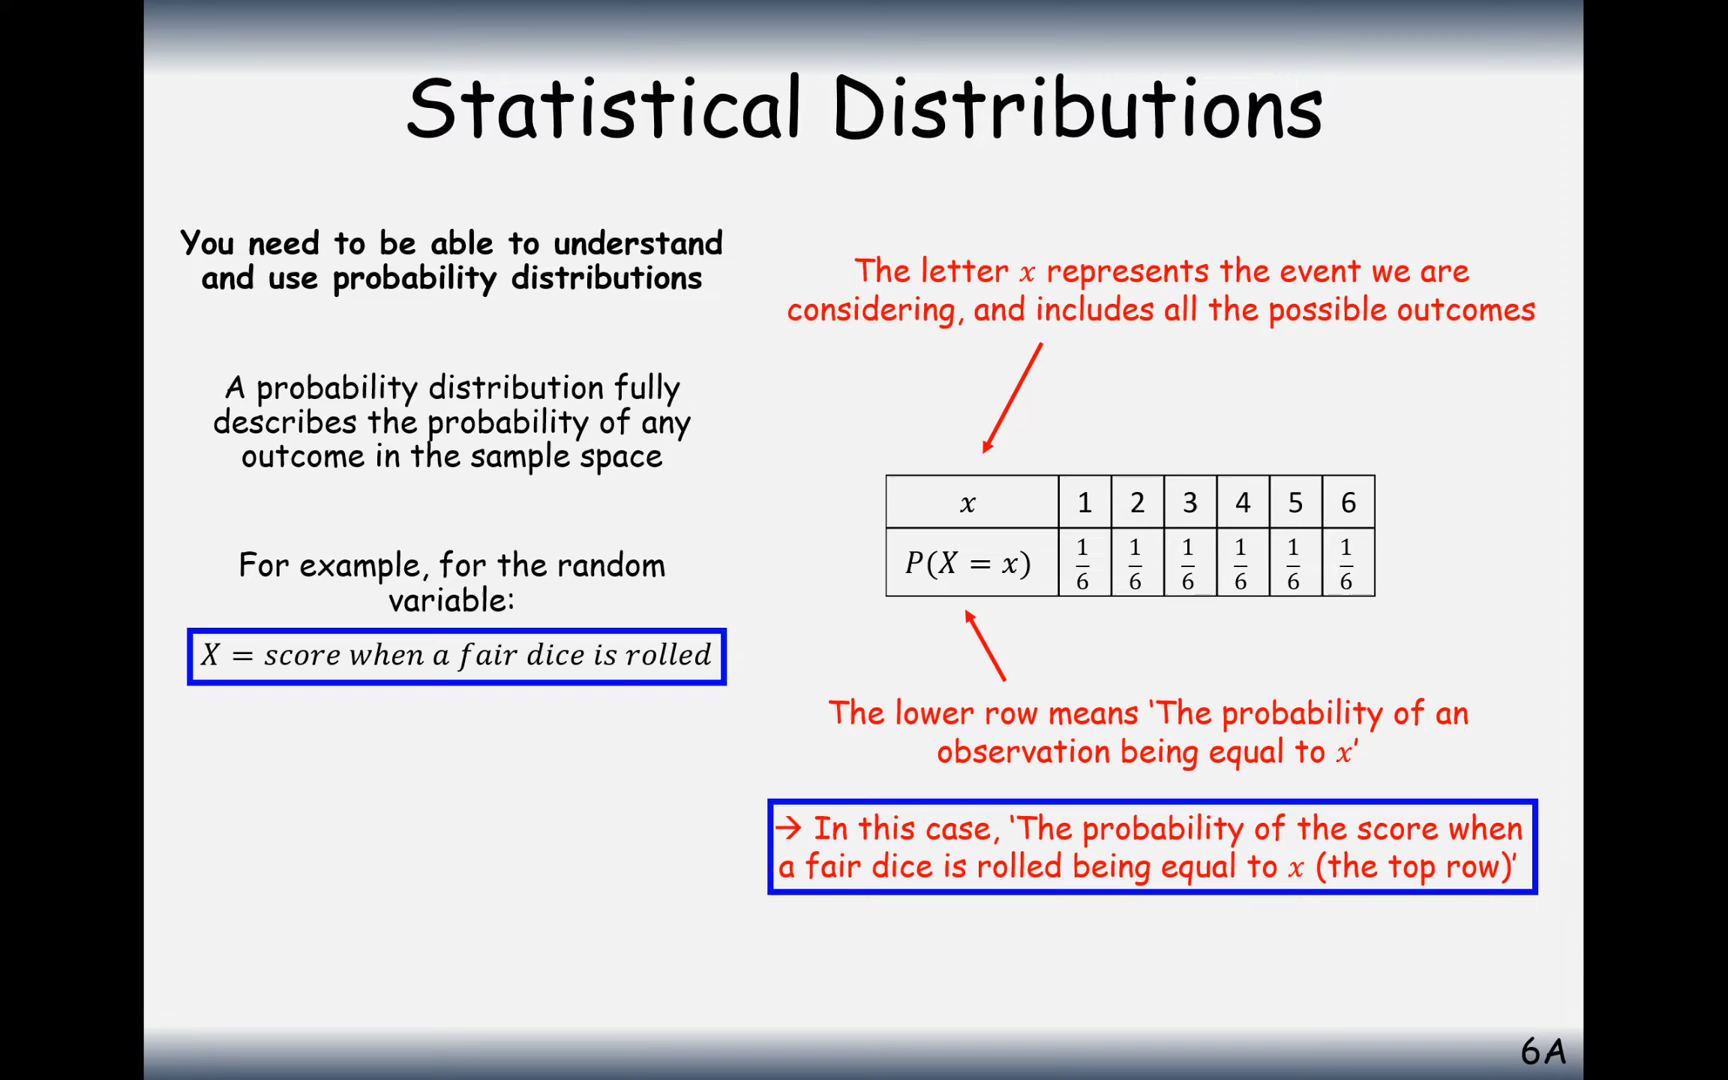 Statistical Distributions
You need to be able to understand
and use probability distributions
A probability distribution fully
describes the probability of any
outcome in the sample space
For example, for the random
variable:
X = score when a fair dice is rolled
The letter x represents the event we are
considering, and includes all the possible outcomes
x 1 2 3 4 5 6
P(X = x) 1/6 1/6 1/6 1/6 1/6 1/6
The lower row means ‘The probability of an
observation being equal to x’
→ In this case, ‘The probability of the score when
a fair dice is rolled being equal to x (the top row)’
6A